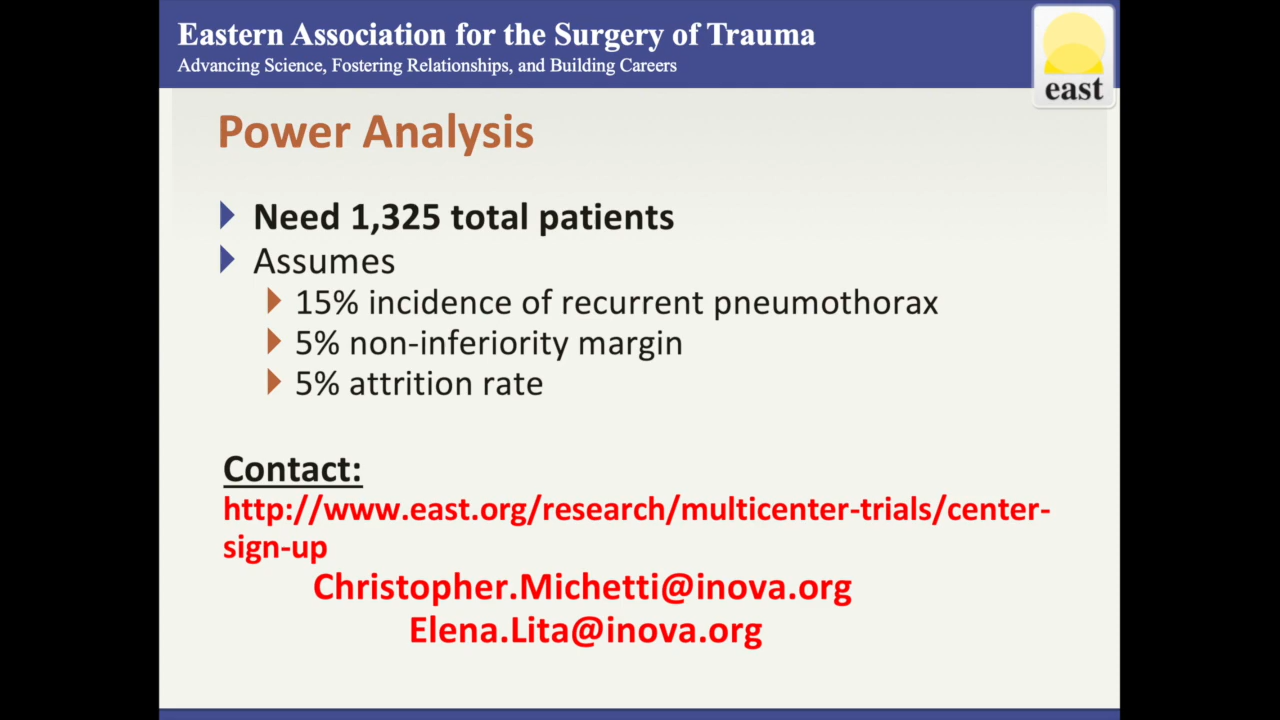 Eastern Association for the Surgery of Trauma
Advancing Science, Fostering Relationships, and Building Careers
east
Power Analysis
Need 1,325 total patients
Assumes
15% incidence of recurrent pneumothorax
5% non-inferiority margin
5% attrition rate
Contact:
http://www.east.org/research/multicenter-trials/center-
sign-up
Christopher.Michetti@inova.org
Elena.Lita@inova.org